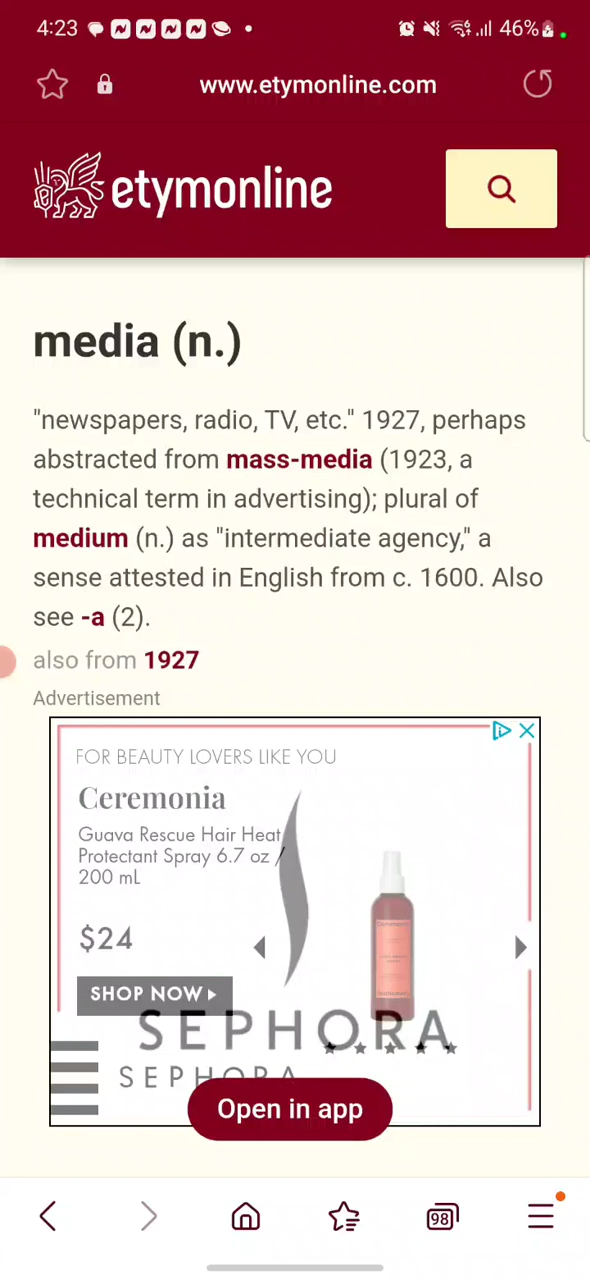 4:23
46%
www.etymonline.com
etymonline
media (n.)
"newspapers, radio, TV, etc." 1927, perhaps
abstracted from mass-media (1923, a
technical term in advertising); plural of
medium (n.) as "intermediate agency," a
sense attested in English from c. 1600. Also
see -a (2).
also from 1927
Advertisement
FOR BEAUTY LOVERS LIKE YOU
Ceremonia
Guava Rescue Hair Heat
Protectant Spray 6.7 oz /
200 mL
$24
SHOP NOW
SEPHORA
SEPHORA
Open in app
98